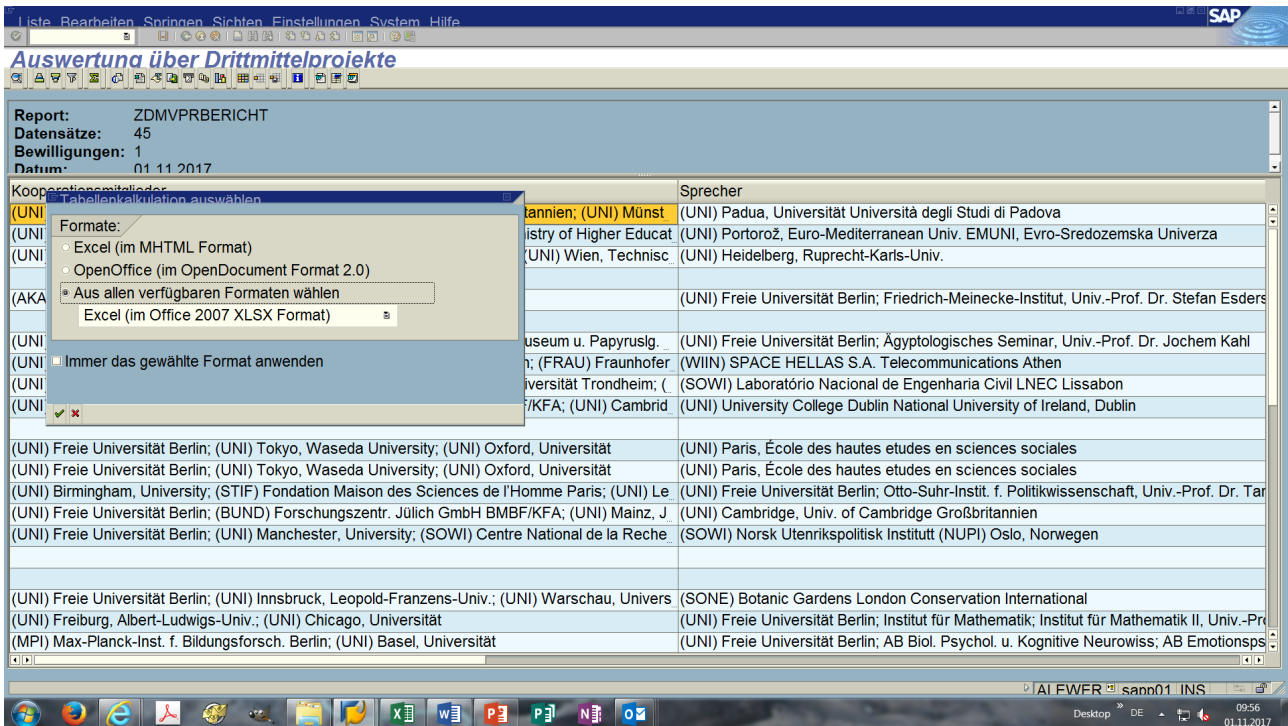 Liste Bearbeiten Springen Sichten Einstellungen System Hilfe
SAP
Auswertung über Drittmittelprojekte
Report: ZDMVPRBERICHT
Datensätze: 45
Bewilligungen: 1
Datum: 01.11.2017
Kooperationsmitglieder Sprecher
Tabellenkalkulation auswählen
Formate:
Excel (im MHTML Format)
OpenOffice (im OpenDocument Format 2.0)
Aus allen verfügbaren Formaten wählen
Excel (im Office 2007 XLSX Format)
Immer das gewählte Format anwenden
(UNI) tannien; (UNI) Münst (UNI) Padua, Universität Università degli Studi di Padova
(UNI) istry of Higher Educat (UNI) Portorož, Euro-Mediterranean Univ. EMUNI, Evro-Sredozemska Univerza
(UNI) (UNI) Wien, Technisc (UNI) Heidelberg, Ruprecht-Karls-Univ.
(AKA (UNI) Freie Universität Berlin; Friedrich-Meinecke-Institut, Univ.-Prof. Dr. Stefan Esders
(UNI) useum u. Papyruslg. (UNI) Freie Universität Berlin; Ägyptologisches Seminar, Univ.-Prof. Dr. Jochem Kahl
(UNI) ; (FRAU) Fraunhofer (WIIN) SPACE HELLAS S.A. Telecommunications Athen
(UNI) iversität Trondheim; ( (SOWI) Laboratório Nacional de Engenharia Civil LNEC Lissabon
(UNI) /KFA; (UNI) Cambrid (UNI) University College Dublin National University of Ireland, Dublin
(UNI) Freie Universität Berlin; (UNI) Tokyo, Waseda University; (UNI) Oxford, Universität (UNI) Paris, École des hautes etudes en sciences sociales
(UNI) Freie Universität Berlin; (UNI) Tokyo, Waseda University; (UNI) Oxford, Universität (UNI) Paris, École des hautes etudes en sciences sociales
(UNI) Birmingham, University; (STIF) Fondation Maison des Sciences de l'Homme Paris; (UNI) Le (UNI) Freie Universität Berlin; Otto-Suhr-Instit. f. Politikwissenschaft, Univ.-Prof. Dr. Tar
(UNI) Freie Universität Berlin; (BUND) Forschungszentr. Jülich GmbH BMBF/KFA; (UNI) Mainz, J (UNI) Cambridge, Univ. of Cambridge Großbritannien
(UNI) Freie Universität Berlin; (UNI) Manchester, University; (SOWI) Centre National de la Reche (SOWI) Norsk Utenrikspolitisk Institutt (NUPI) Oslo, Norwegen
(UNI) Freie Universität Berlin; (UNI) Innsbruck, Leopold-Franzens-Univ.; (UNI) Warschau, Univers (SONE) Botanic Gardens London Conservation International
(UNI) Freiburg, Albert-Ludwigs-Univ.; (UNI) Chicago, Universität (UNI) Freie Universität Berlin; Institut für Mathematik; Institut für Mathematik II, Univ.-Pro
(MPI) Max-Planck-Inst. f. Bildungsforsch. Berlin; (UNI) Basel, Universität (UNI) Freie Universität Berlin; AB Biol. Psychol. u. Kognitive Neurowiss; AB Emotionsps
ALEWER sapp01 INS
Desktop » DE 09:56
01.11.2017